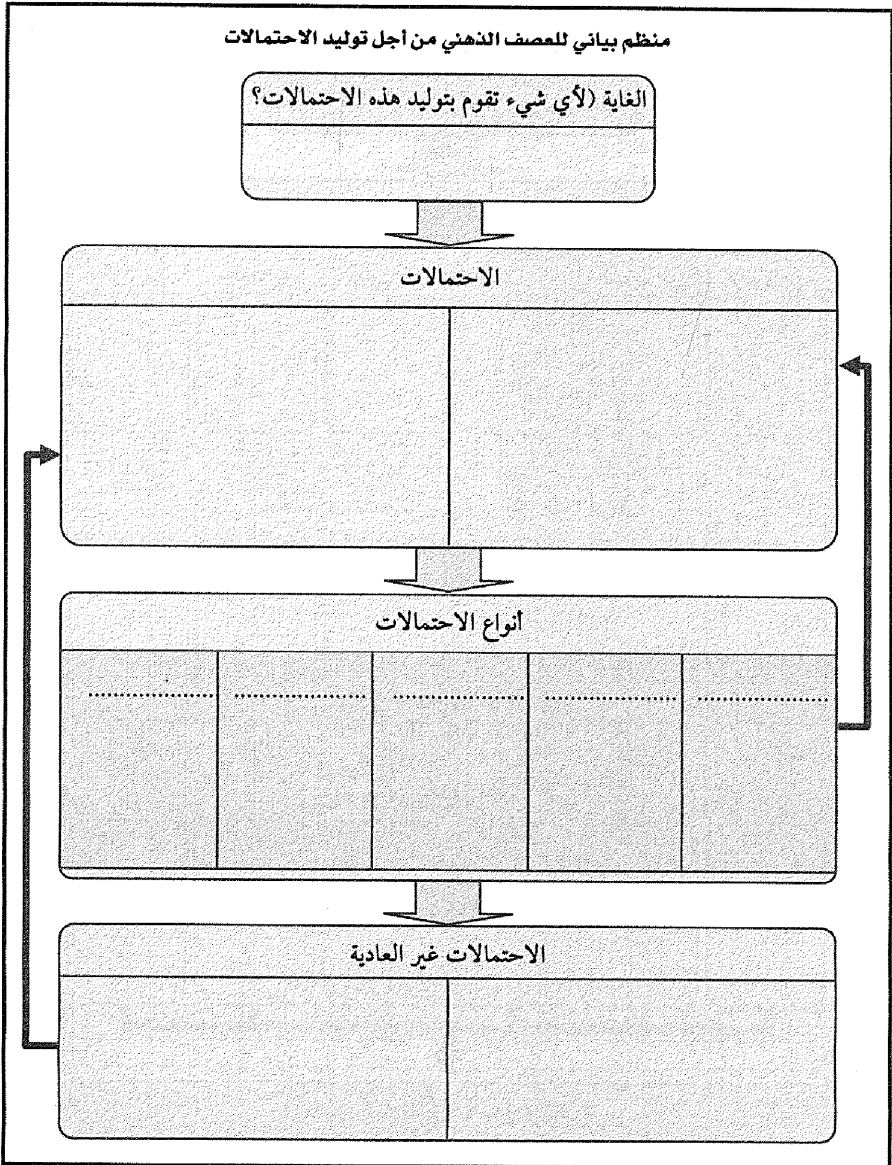 منظم بياني للعصف الذهني من أجل توليد الاحتمالات
الغاية (لأي شيء تقوم بتوليد هذه الاحتمالات؟
الاحتمالات
أنواع الاحتمالات
الاحتمالات غير العادية